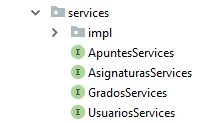 services
impl
I ApuntesServices
I AsignaturasServices
I GradosServices
I UsuariosServices